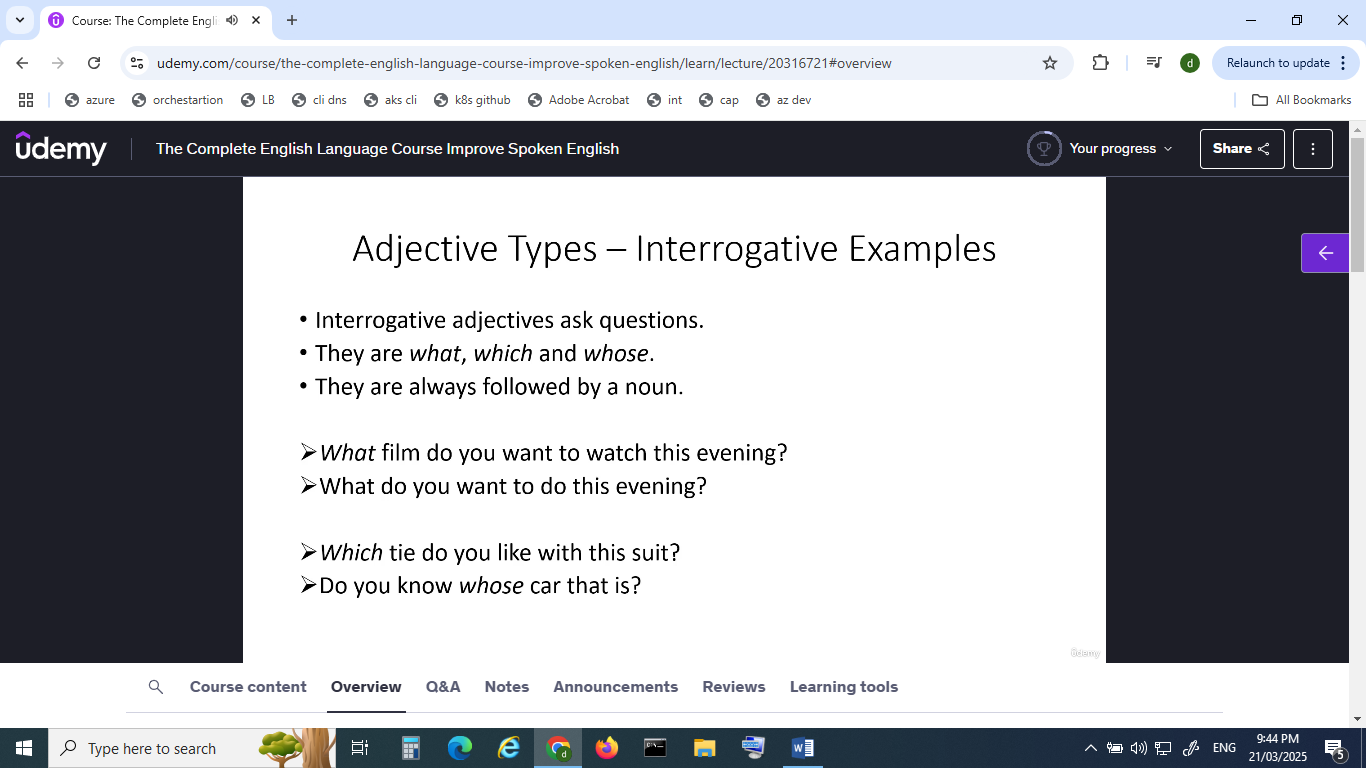 Course: The Complete Engli
udemy.com/course/the-complete-english-language-course-improve-spoken-english/learn/lecture/20316721#overview
d
Relaunch to update
azure
orchestartion
LB
cli dns
aks cli
k8s github
Adobe Acrobat
int
cap
az dev
All Bookmarks
udemy
The Complete English Language Course Improve Spoken English
Your progress
Share
Adjective Types – Interrogative Examples
• Interrogative adjectives ask questions.
• They are what, which and whose.
• They are always followed by a noun.
➢What film do you want to watch this evening?
➢What do you want to do this evening?
➢Which tie do you like with this suit?
➢Do you know whose car that is?
ûdemy
Course content
Overview
Q&A
Notes
Announcements
Reviews
Learning tools
Type here to search
ENG
9:44 PM
21/03/2025
5